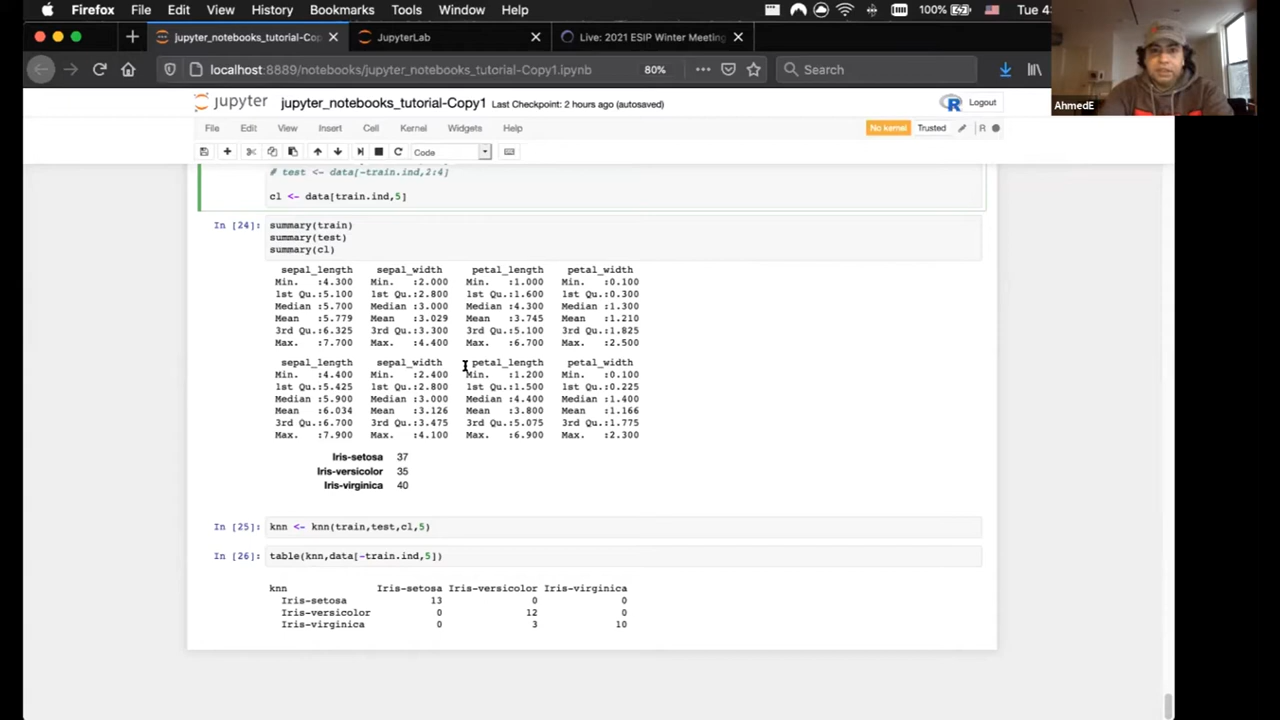 Firefox File Edit View History Bookmarks Tools Window Help 100% Tue 4
jupyter_notebooks_tutorial-Cop JupyterLab Live: 2021 ESIP Winter Meeting
localhost:8889/notebooks/jupyter_notebooks_tutorial-Copy1.ipynb 80% Search
AhmedE
jupyter jupyter_notebooks_tutorial-Copy1 Last Checkpoint: 2 hours ago (autosaved) R Logout
File Edit View Insert Cell Kernel Widgets Help No kernel Trusted R
Code
# test <- data[-train.ind,2:4]
cl <- data[train.ind,5]
In [24]: summary(train)
summary(test)
summary(cl)
sepal_length sepal_width petal_length petal_width
Min. :4.300 Min. :2.000 Min. :1.000 Min. :0.100
1st Qu.:5.100 1st Qu.:2.800 1st Qu.:1.600 1st Qu.:0.300
Median :5.700 Median :3.000 Median :4.300 Median :1.300
Mean :5.779 Mean :3.029 Mean :3.745 Mean :1.210
3rd Qu.:6.325 3rd Qu.:3.300 3rd Qu.:5.100 3rd Qu.:1.825
Max. :7.700 Max. :4.400 Max. :6.700 Max. :2.500
sepal_length sepal_width petal_length petal_width
Min. :4.400 Min. :2.400 Min. :1.200 Min. :0.100
1st Qu.:5.425 1st Qu.:2.800 1st Qu.:1.500 1st Qu.:0.225
Median :5.900 Median :3.000 Median :4.400 Median :1.400
Mean :6.034 Mean :3.126 Mean :3.800 Mean :1.166
3rd Qu.:6.700 3rd Qu.:3.475 3rd Qu.:5.075 3rd Qu.:1.775
Max. :7.900 Max. :4.100 Max. :6.900 Max. :2.300
Iris-setosa 37
Iris-versicolor 35
Iris-virginica 40
In [25]: knn <- knn(train,test,cl,5)
In [26]: table(knn,data[-train.ind,5])
knn Iris-setosa Iris-versicolor Iris-virginica
Iris-setosa 13 0 0
Iris-versicolor 0 12 0
Iris-virginica 0 3 10